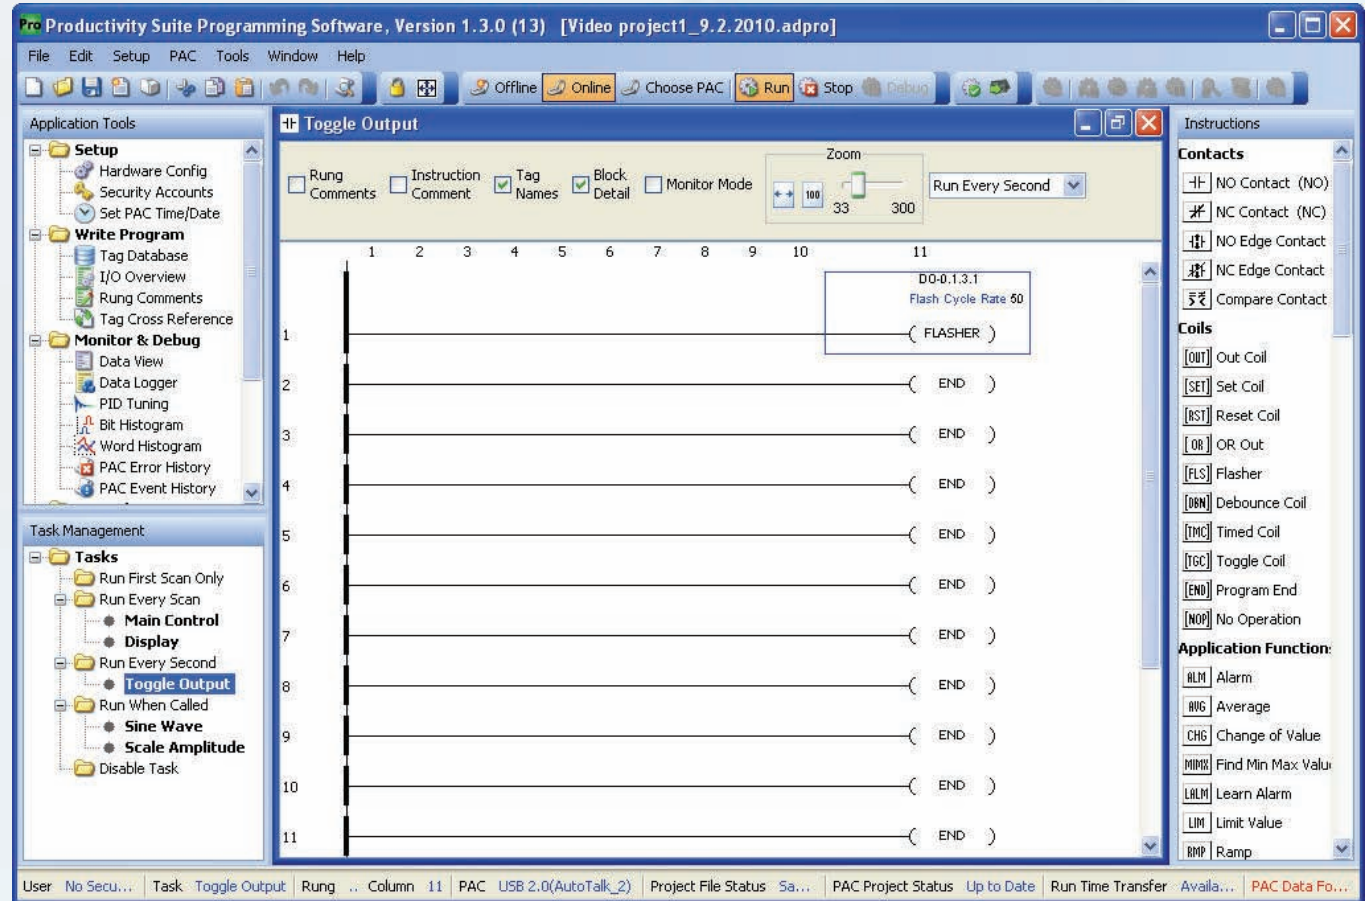 Pro Productivity Suite Programming Software, Version 1.3.0 (13) [Video project1_9.2.2010.adpro]
File Edit Setup PAC Tools Window Help
Offline Online Choose PAC Run Stop Debug
Application Tools
Setup
Hardware Config
Security Accounts
Set PAC Time/Date
Write Program
Tag Database
I/O Overview
Rung Comments
Tag Cross Reference
Monitor & Debug
Data View
Data Logger
PID Tuning
Bit Histogram
Word Histogram
PAC Error History
PAC Event History
Task Management
Tasks
Run First Scan Only
Run Every Scan
Main Control
Display
Run Every Second
Toggle Output
Run When Called
Sine Wave
Scale Amplitude
Disable Task
Toggle Output
Rung Comments
Instruction Comment
Tag Names
Block Detail
Monitor Mode
Zoom
100
33 300
Run Every Second
1 2 3 4 5 6 7 8 9 10 11
DO-0.1.3.1
Flash Cycle Rate 50
1 ( FLASHER )
2 ( END )
3 ( END )
4 ( END )
5 ( END )
6 ( END )
7 ( END )
8 ( END )
9 ( END )
10 ( END )
11 ( END )
Instructions
Contacts
NO Contact (NO)
NC Contact (NC)
NO Edge Contact
NC Edge Contact
Compare Contact
Coils
[OUT] Out Coil
[SET] Set Coil
[RST] Reset Coil
[OR] OR Out
[FLS] Flasher
[DBN] Debounce Coil
[TMC] Timed Coil
[TGC] Toggle Coil
[END] Program End
[NOP] No Operation
Application Function:
ALM Alarm
AVG Average
CHG Change of Value
MIMX Find Min Max Valu
LALM Learn Alarm
LIM Limit Value
RMP Ramp
User No Secu... Task Toggle Output Rung .. Column 11 PAC USB 2.0(AutoTalk_2) Project File Status Sa... PAC Project Status Up to Date Run Time Transfer Availa... PAC Data Fo...